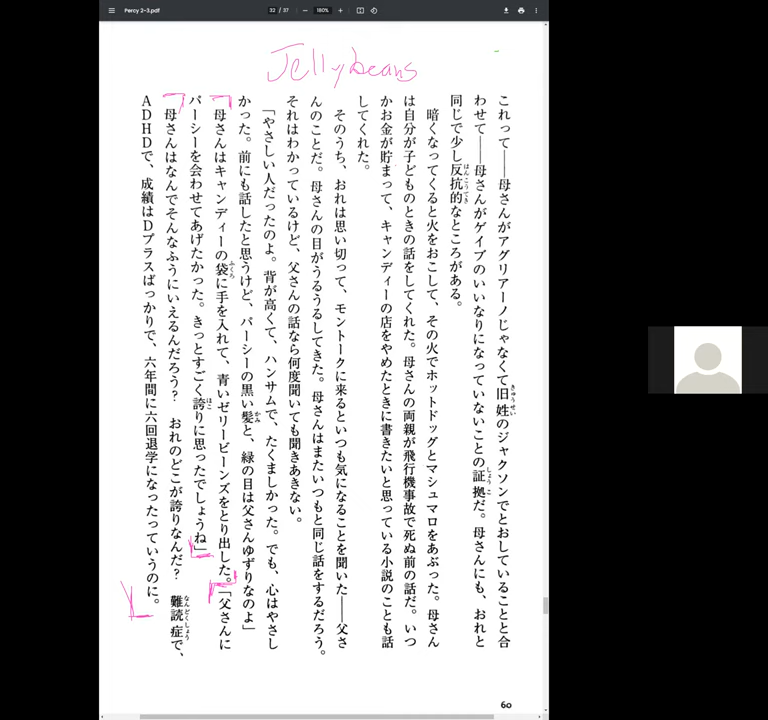 Percy 2-3.pdf
32 / 37
180%
Jellybeans
これって――母さんがアグリアーノじゃなくて旧姓のジャクソンでとおしていることと合
わせて――母さんがゲイブのいいなりになっていないことの証拠だ。母さんにも、おれと
同じで少し反抗的なところがある。
暗くなってくると火をおこして、その火でホットドッグとマシュマロをあぶった。母さん
は自分が子どものときの話をしてくれた。母さんの両親が飛行機事故で死ぬ前の話だ。いつ
かお金が貯まって、キャンディーの店をやめたときに書きたいと思っている小説のことも話
してくれた。
そのうち、おれは思い切って、モントークに来るといつも気になることを聞いた――父さ
んのことだ。母さんの目がうるうるしてきた。母さんはまたいつもと同じ話をするだろう。
それはわかっているけど、父さんの話なら何度聞いても聞きあきない。
「やさしい人だったのよ。背が高くて、ハンサムで、たくましかった。でも、心はやさし
かった。前にも話したと思うけど、パーシーの黒い髪と、緑の目は父さんゆずりなのよ」
母さんはキャンディーの袋に手を入れて、青いゼリービーンズをとり出した。「父さんに
パーシーを会わせてあげたかった。きっとすごく誇りに思ったでしょうね」
母さんはなんでそんなふうにいえるんだろう？　おれのどこが誇りなんだ？　難読症で、
ＡＤＨＤで、成績はＤプラスばっかりで、六年間に六回退学になったっていうのに。
60